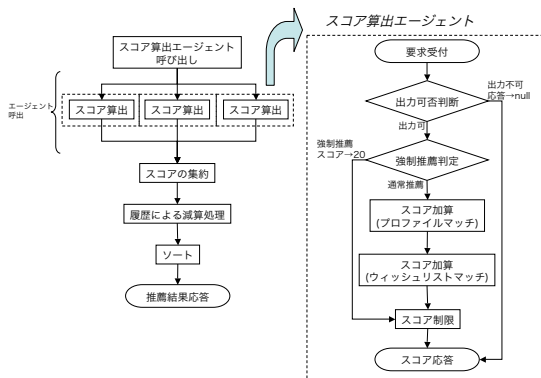 スコア算出エージェント
呼び出し
エージェント
呼出
スコア算出
スコア算出
スコア算出
スコアの集約
履歴による減算処理
ソート
推薦結果応答
スコア算出エージェント
要求受付
出力可否判断
出力不可
応答→null
出力可
強制推薦
スコア→20
強制推薦判定
通常推薦
スコア加算
(プロファイルマッチ)
スコア加算
(ウィッシュリストマッチ)
スコア制限
スコア応答